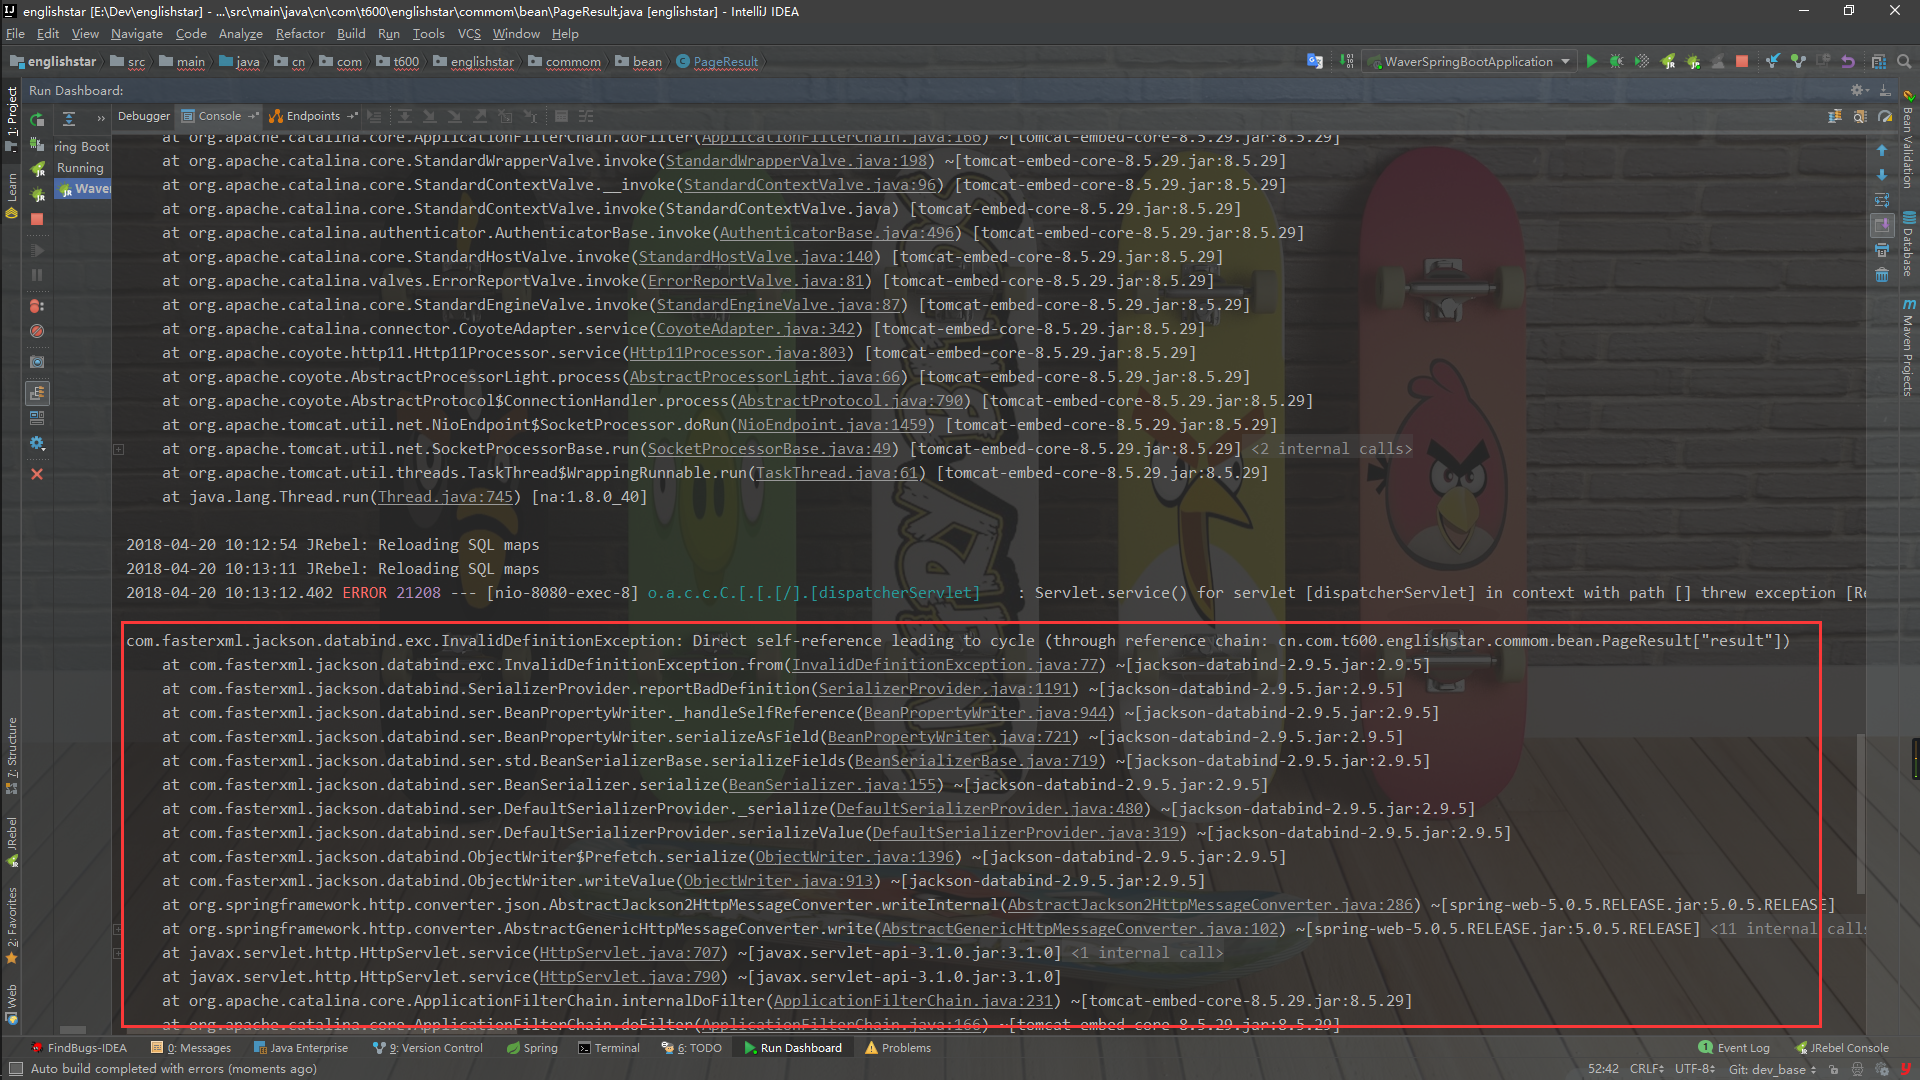 englishstar [E:\Dev\englishstar] - ...\src\main\java\cn\com\t600\englishstar\commom\bean\PageResult.java [englishstar] - IntelliJ IDEA
File Edit View Navigate Code Analyze Refactor Build Run Tools VCS Window Help
englishstar src main java cn com t600 englishstar commom bean PageResult WaverSpringBootApplication
Run Dashboard:
Debugger Console Endpoints
1: Project
Learn
7: Structure
JRebel
2: Favorites
Web
ring Boot
Running
Waver
Bean Validation
Database
Maven Projects
at org.apache.catalina.core.ApplicationFilterChain.doFilter(ApplicationFilterChain.java:166) ~[tomcat-embed-core-8.5.29.jar:8.5.29]
at org.apache.catalina.core.StandardWrapperValve.invoke(StandardWrapperValve.java:198) ~[tomcat-embed-core-8.5.29.jar:8.5.29]
at org.apache.catalina.core.StandardContextValve.__invoke(StandardContextValve.java:96) [tomcat-embed-core-8.5.29.jar:8.5.29]
at org.apache.catalina.core.StandardContextValve.invoke(StandardContextValve.java) [tomcat-embed-core-8.5.29.jar:8.5.29]
at org.apache.catalina.authenticator.AuthenticatorBase.invoke(AuthenticatorBase.java:496) [tomcat-embed-core-8.5.29.jar:8.5.29]
at org.apache.catalina.core.StandardHostValve.invoke(StandardHostValve.java:140) [tomcat-embed-core-8.5.29.jar:8.5.29]
at org.apache.catalina.valves.ErrorReportValve.invoke(ErrorReportValve.java:81) [tomcat-embed-core-8.5.29.jar:8.5.29]
at org.apache.catalina.core.StandardEngineValve.invoke(StandardEngineValve.java:87) [tomcat-embed-core-8.5.29.jar:8.5.29]
at org.apache.catalina.connector.CoyoteAdapter.service(CoyoteAdapter.java:342) [tomcat-embed-core-8.5.29.jar:8.5.29]
at org.apache.coyote.http11.Http11Processor.service(Http11Processor.java:803) [tomcat-embed-core-8.5.29.jar:8.5.29]
at org.apache.coyote.AbstractProcessorLight.process(AbstractProcessorLight.java:66) [tomcat-embed-core-8.5.29.jar:8.5.29]
at org.apache.coyote.AbstractProtocol$ConnectionHandler.process(AbstractProtocol.java:790) [tomcat-embed-core-8.5.29.jar:8.5.29]
at org.apache.tomcat.util.net.NioEndpoint$SocketProcessor.doRun(NioEndpoint.java:1459) [tomcat-embed-core-8.5.29.jar:8.5.29]
at org.apache.tomcat.util.net.SocketProcessorBase.run(SocketProcessorBase.java:49) [tomcat-embed-core-8.5.29.jar:8.5.29] <2 internal calls>
at org.apache.tomcat.util.threads.TaskThread$WrappingRunnable.run(TaskThread.java:61) [tomcat-embed-core-8.5.29.jar:8.5.29]
at java.lang.Thread.run(Thread.java:745) [na:1.8.0_40]
2018-04-20 10:12:54 JRebel: Reloading SQL maps
2018-04-20 10:13:11 JRebel: Reloading SQL maps
2018-04-20 10:13:12.402 ERROR 21208 --- [nio-8080-exec-8] o.a.c.c.C.[.[.[/].[dispatcherServlet] : Servlet.service() for servlet [dispatcherServlet] in context with path [] threw exception [Re
com.fasterxml.jackson.databind.exc.InvalidDefinitionException: Direct self-reference leading to cycle (through reference chain: cn.com.t600.englishstar.commom.bean.PageResult["result"])
at com.fasterxml.jackson.databind.exc.InvalidDefinitionException.from(InvalidDefinitionException.java:77) ~[jackson-databind-2.9.5.jar:2.9.5]
at com.fasterxml.jackson.databind.SerializerProvider.reportBadDefinition(SerializerProvider.java:1191) ~[jackson-databind-2.9.5.jar:2.9.5]
at com.fasterxml.jackson.databind.ser.BeanPropertyWriter._handleSelfReference(BeanPropertyWriter.java:944) ~[jackson-databind-2.9.5.jar:2.9.5]
at com.fasterxml.jackson.databind.ser.BeanPropertyWriter.serializeAsField(BeanPropertyWriter.java:721) ~[jackson-databind-2.9.5.jar:2.9.5]
at com.fasterxml.jackson.databind.ser.std.BeanSerializerBase.serializeFields(BeanSerializerBase.java:719) ~[jackson-databind-2.9.5.jar:2.9.5]
at com.fasterxml.jackson.databind.ser.BeanSerializer.serialize(BeanSerializer.java:155) ~[jackson-databind-2.9.5.jar:2.9.5]
at com.fasterxml.jackson.databind.ser.DefaultSerializerProvider._serialize(DefaultSerializerProvider.java:480) ~[jackson-databind-2.9.5.jar:2.9.5]
at com.fasterxml.jackson.databind.ser.DefaultSerializerProvider.serializeValue(DefaultSerializerProvider.java:319) ~[jackson-databind-2.9.5.jar:2.9.5]
at com.fasterxml.jackson.databind.ObjectWriter$Prefetch.serialize(ObjectWriter.java:1396) ~[jackson-databind-2.9.5.jar:2.9.5]
at com.fasterxml.jackson.databind.ObjectWriter.writeValue(ObjectWriter.java:913) ~[jackson-databind-2.9.5.jar:2.9.5]
at org.springframework.http.converter.json.AbstractJackson2HttpMessageConverter.writeInternal(AbstractJackson2HttpMessageConverter.java:286) ~[spring-web-5.0.5.RELEASE.jar:5.0.5.RELEASE]
at org.springframework.http.converter.AbstractGenericHttpMessageConverter.write(AbstractGenericHttpMessageConverter.java:102) ~[spring-web-5.0.5.RELEASE.jar:5.0.5.RELEASE] <11 internal calls
at javax.servlet.http.HttpServlet.service(HttpServlet.java:707) ~[javax.servlet-api-3.1.0.jar:3.1.0] <1 internal call>
at javax.servlet.http.HttpServlet.service(HttpServlet.java:790) ~[javax.servlet-api-3.1.0.jar:3.1.0]
at org.apache.catalina.core.ApplicationFilterChain.internalDoFilter(ApplicationFilterChain.java:231) ~[tomcat-embed-core-8.5.29.jar:8.5.29]
at org.apache.catalina.core.ApplicationFilterChain.doFilter(ApplicationFilterChain.java:166) ~[tomcat-embed-core-8.5.29.jar:8.5.29]
FindBugs-IDEA 0: Messages Java Enterprise 9: Version Control Spring Terminal 6: TODO Run Dashboard Problems 1 Event Log JRebel Console
Auto build completed with errors (moments ago) 52:42 CRLF UTF-8 Git: dev_base